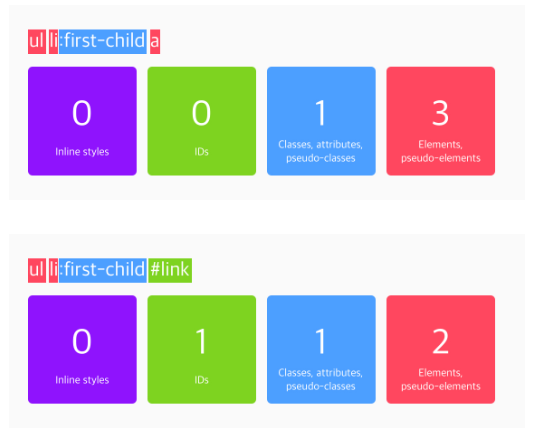 ul li:first-child a
0 0 1 3
Inline styles IDs Classes, attributes, pseudo-classes Elements, pseudo-elements
ul li:first-child #link
0 1 1 2
Inline styles IDs Classes, attributes, pseudo-classes Elements, pseudo-elements